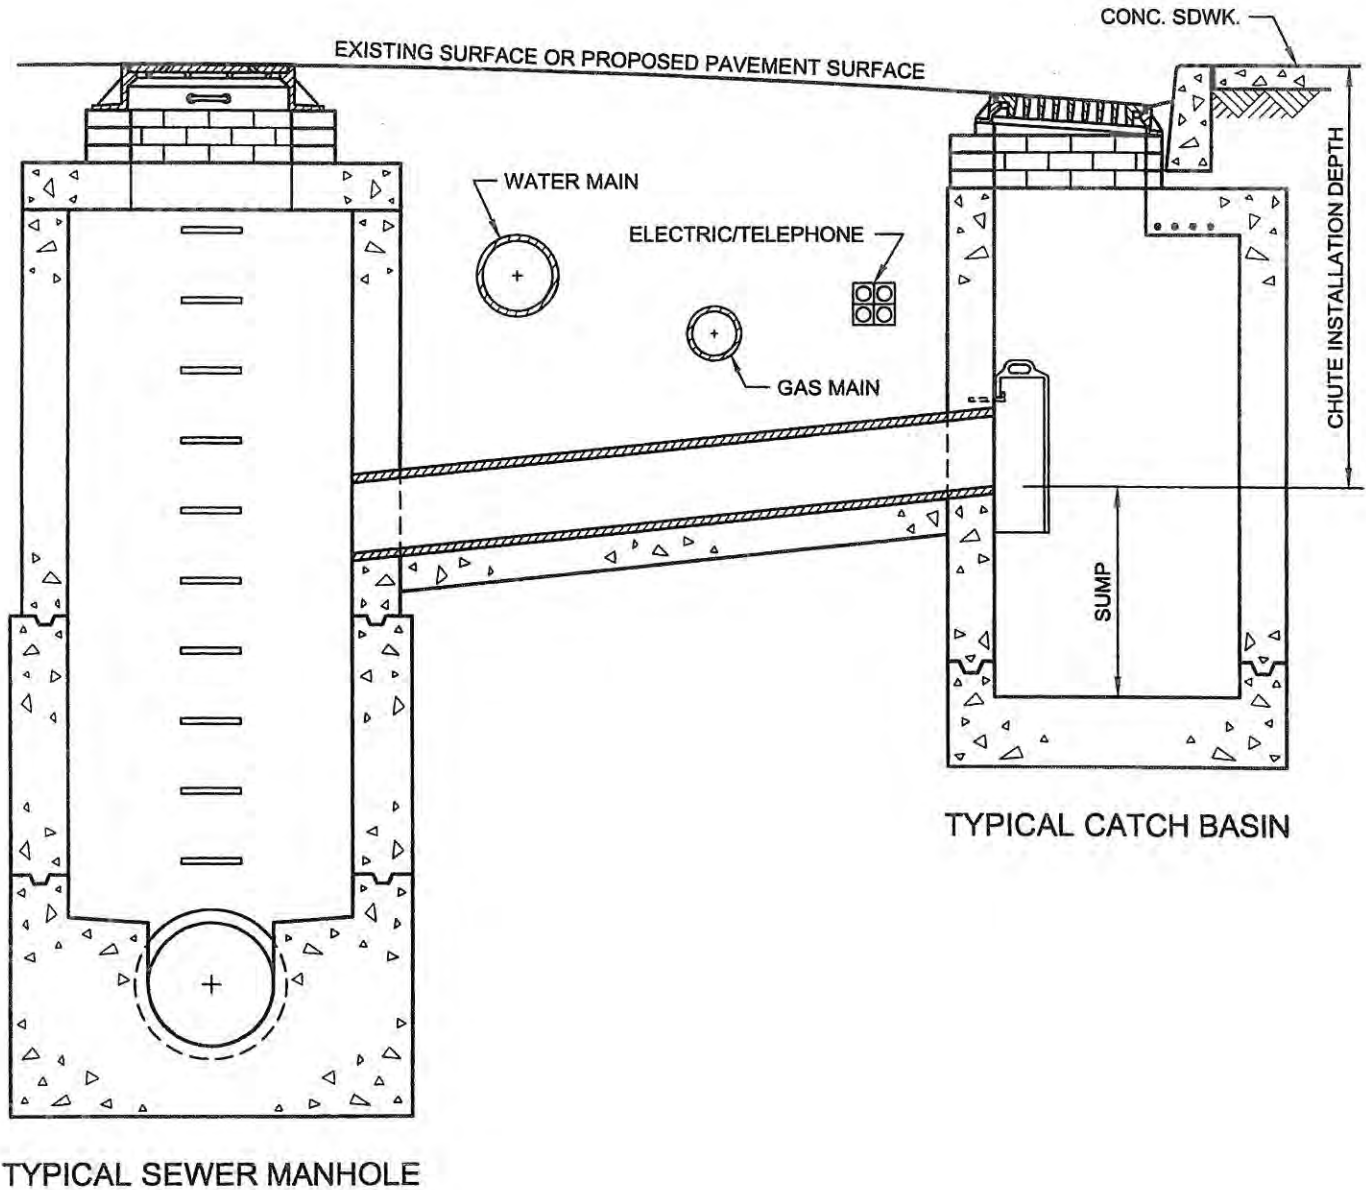 CONC. SDWK.
EXISTING SURFACE OR PROPOSED PAVEMENT SURFACE
WATER MAIN
ELECTRIC/TELEPHONE
GAS MAIN
CHUTE INSTALLATION DEPTH
SUMP
TYPICAL CATCH BASIN
TYPICAL SEWER MANHOLE